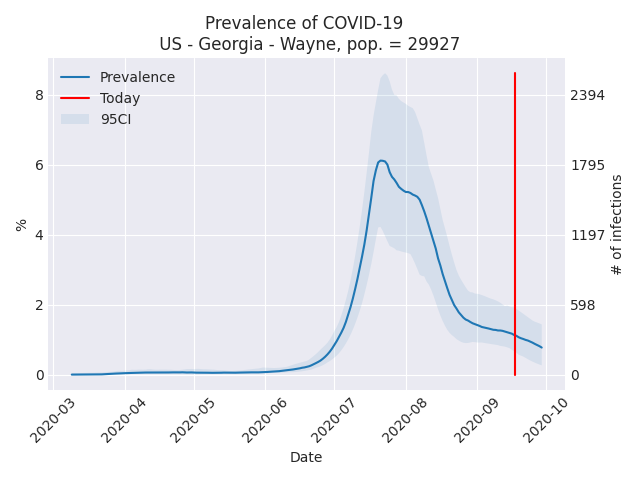 Prevalence of COVID-19
US - Georgia - Wayne, pop. = 29927
Prevalence
Today
95CI
8
6
4
2
0
%
2394
1795
1197
598
0
# of infections
2020-03
2020-04
2020-05
2020-06
2020-07
2020-08
2020-09
2020-10
Date